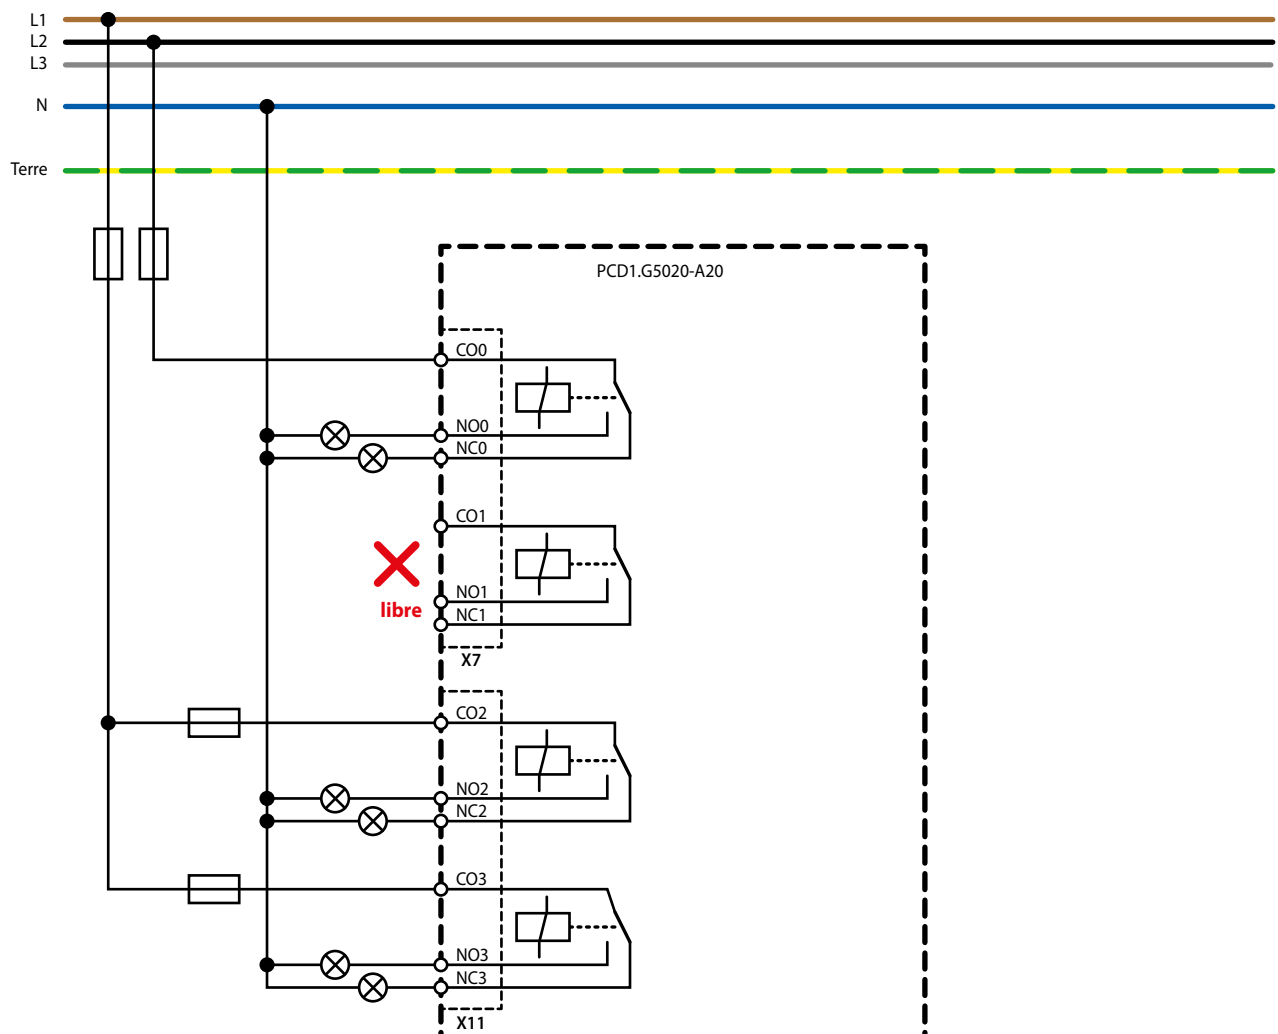 L1
L2
L3
N
Terre
PCD1.G5020-A20
CO0
NO0
NC0
CO1
NO1
libre
NC1
X7
CO2
NO2
NC2
CO3
NO3
NC3
X11